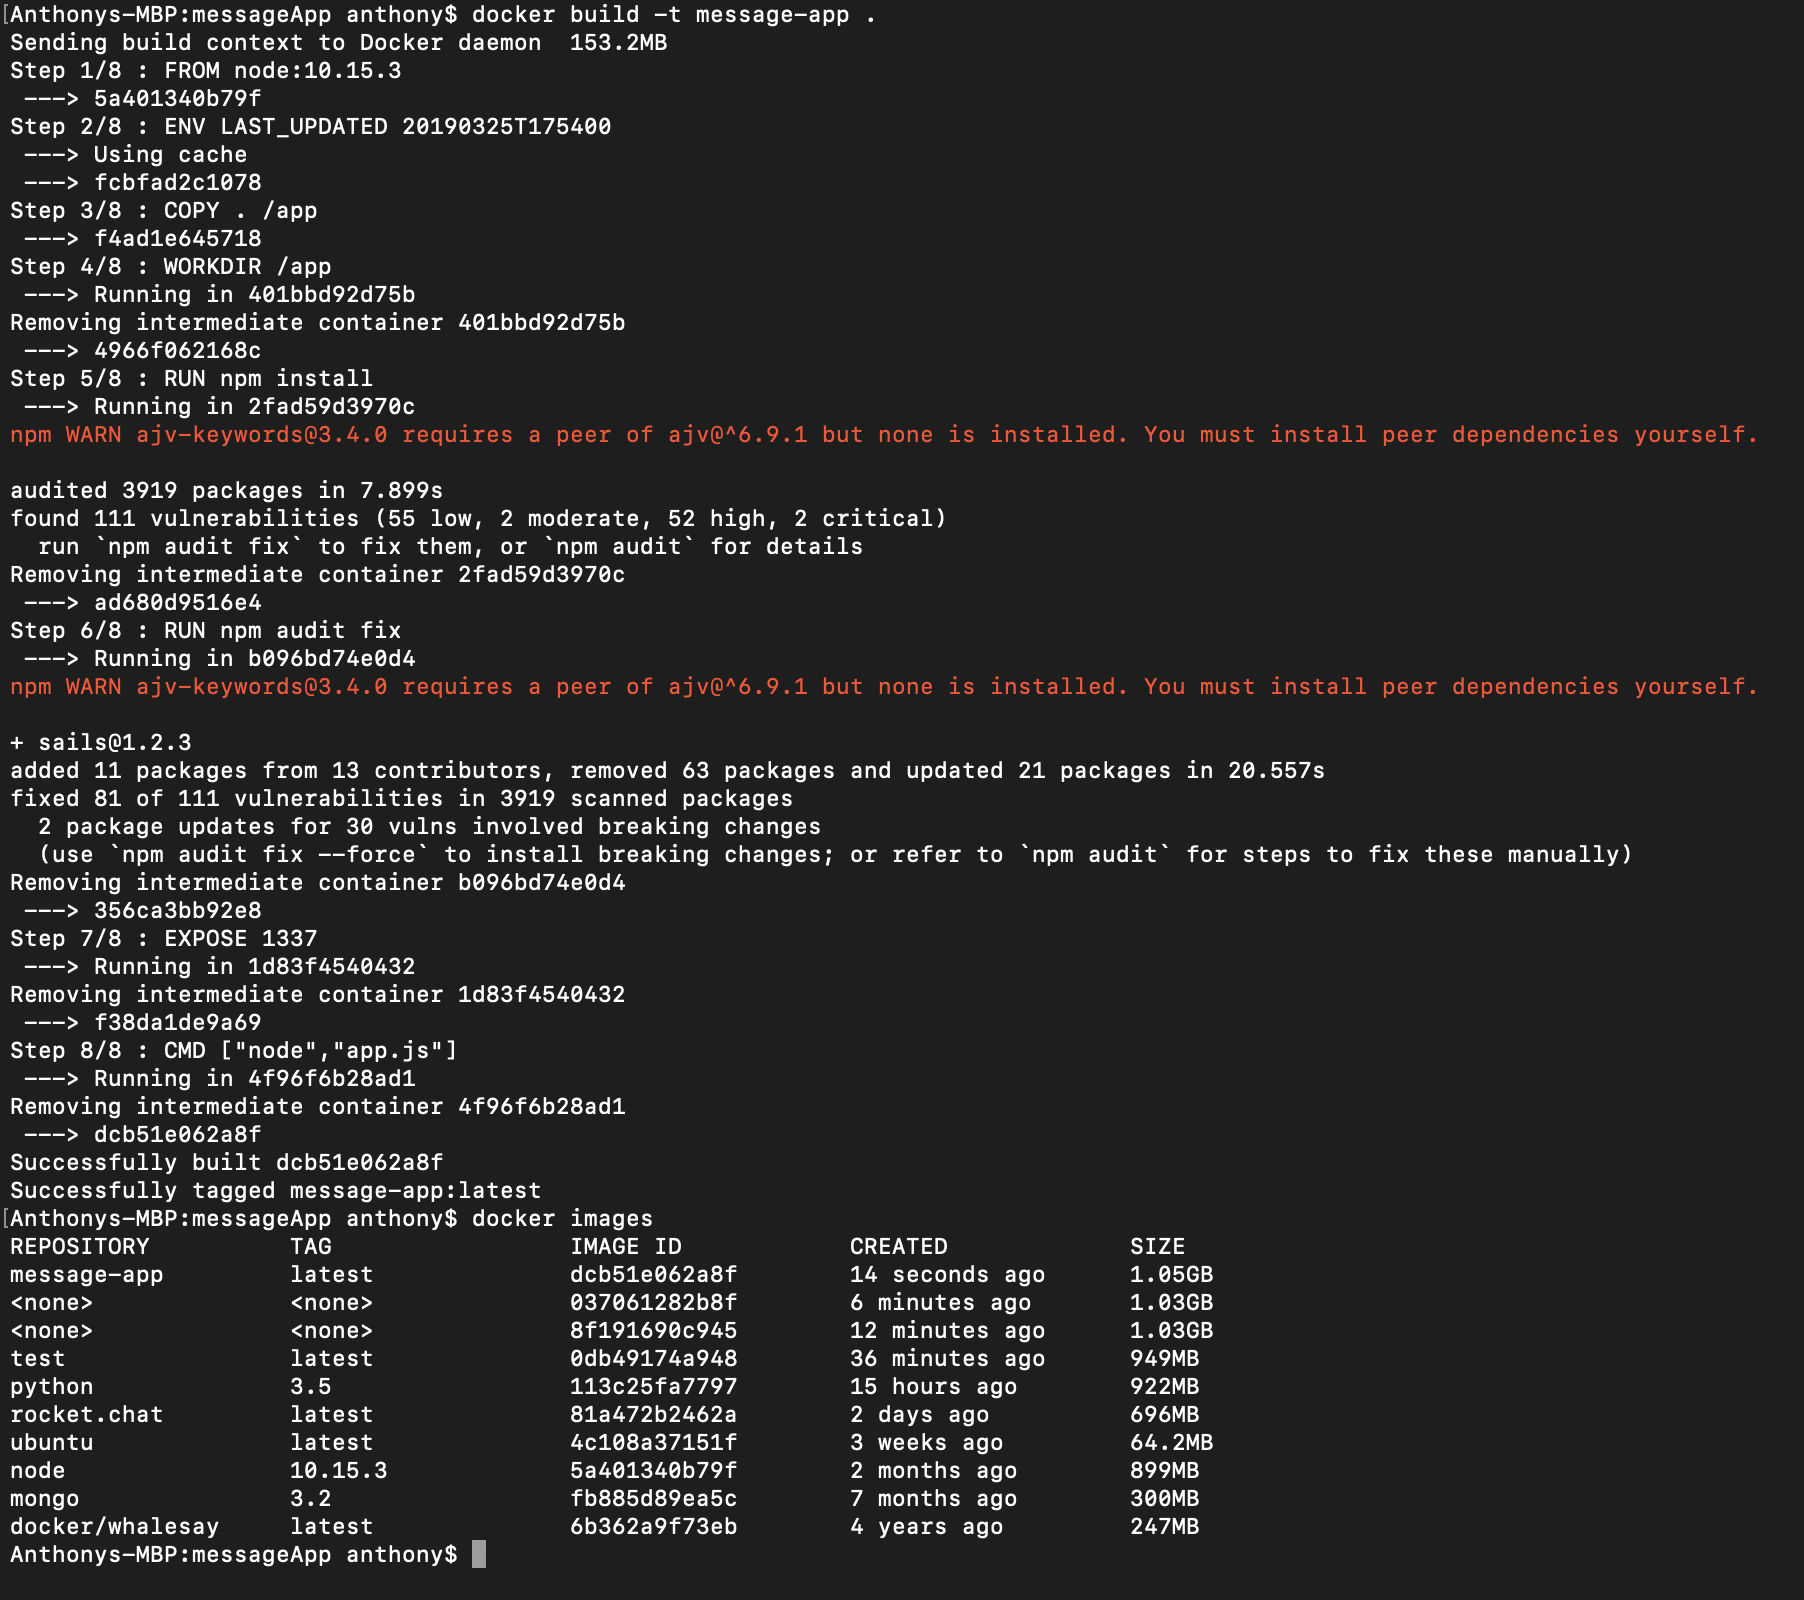 [Anthonys-MBP:messageApp anthony$ docker build -t message-app .
Sending build context to Docker daemon  153.2MB
Step 1/8 : FROM node:10.15.3
 ---> 5a401340b79f
Step 2/8 : ENV LAST_UPDATED 20190325T175400
 ---> Using cache
 ---> fcbfad2c1078
Step 3/8 : COPY . /app
 ---> f4ad1e645718
Step 4/8 : WORKDIR /app
 ---> Running in 401bbd92d75b
Removing intermediate container 401bbd92d75b
 ---> 4966f062168c
Step 5/8 : RUN npm install
 ---> Running in 2fad59d3970c
npm WARN ajv-keywords@3.4.0 requires a peer of ajv@^6.9.1 but none is installed. You must install peer dependencies yourself.
audited 3919 packages in 7.899s
found 111 vulnerabilities (55 low, 2 moderate, 52 high, 2 critical)
  run `npm audit fix` to fix them, or `npm audit` for details
Removing intermediate container 2fad59d3970c
 ---> ad680d9516e4
Step 6/8 : RUN npm audit fix
 ---> Running in b096bd74e0d4
npm WARN ajv-keywords@3.4.0 requires a peer of ajv@^6.9.1 but none is installed. You must install peer dependencies yourself.
+ sails@1.2.3
added 11 packages from 13 contributors, removed 63 packages and updated 21 packages in 20.557s
fixed 81 of 111 vulnerabilities in 3919 scanned packages
  2 package updates for 30 vulns involved breaking changes
  (use `npm audit fix --force` to install breaking changes; or refer to `npm audit` for steps to fix these manually)
Removing intermediate container b096bd74e0d4
 ---> 356ca3bb92e8
Step 7/8 : EXPOSE 1337
 ---> Running in 1d83f4540432
Removing intermediate container 1d83f4540432
 ---> f38da1de9a69
Step 8/8 : CMD ["node","app.js"]
 ---> Running in 4f96f6b28ad1
Removing intermediate container 4f96f6b28ad1
 ---> dcb51e062a8f
Successfully built dcb51e062a8f
Successfully tagged message-app:latest
[Anthonys-MBP:messageApp anthony$ docker images
REPOSITORY          TAG                 IMAGE ID            CREATED             SIZE
message-app         latest              dcb51e062a8f        14 seconds ago      1.05GB
<none>              <none>              037061282b8f        6 minutes ago       1.03GB
<none>              <none>              8f191690c945        12 minutes ago      1.03GB
test                latest              0db49174a948        36 minutes ago      949MB
python              3.5                 113c25fa7797        15 hours ago        922MB
rocket.chat         latest              81a472b2462a        2 days ago          696MB
ubuntu              latest              4c108a37151f        3 weeks ago         64.2MB
node                10.15.3             5a401340b79f        2 months ago        899MB
mongo               3.2                 fb885d89ea5c        7 months ago        300MB
docker/whalesay     latest              6b362a9f73eb        4 years ago         247MB
Anthonys-MBP:messageApp anthony$